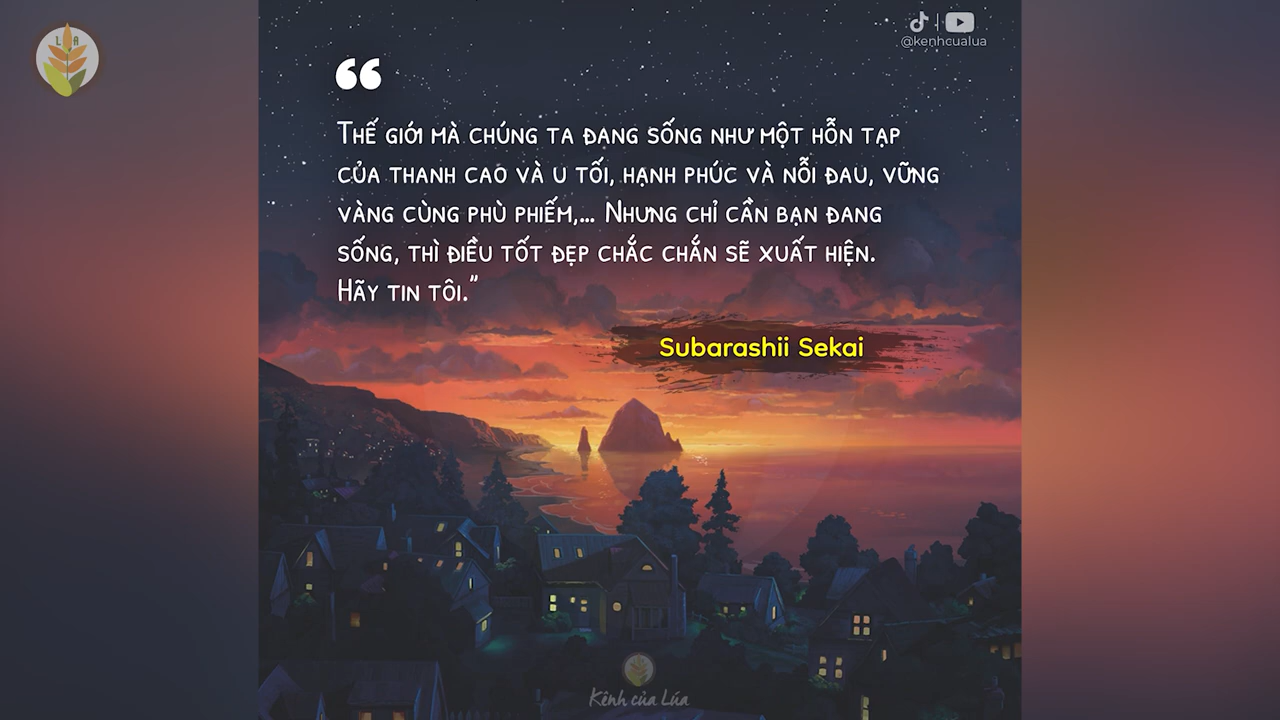 L A
@kenhcualua
“
Thế giới mà chúng ta đang sống như một hỗn tạp
của thanh cao và u tối, hạnh phúc và nỗi đau, vững
vàng cùng phù phiếm,... Nhưng chỉ cần bạn đang
sống, thì điều tốt đẹp chắc chắn sẽ xuất hiện.
Hãy tin tôi.”
Subarashii Sekai
Kênh của Lúa